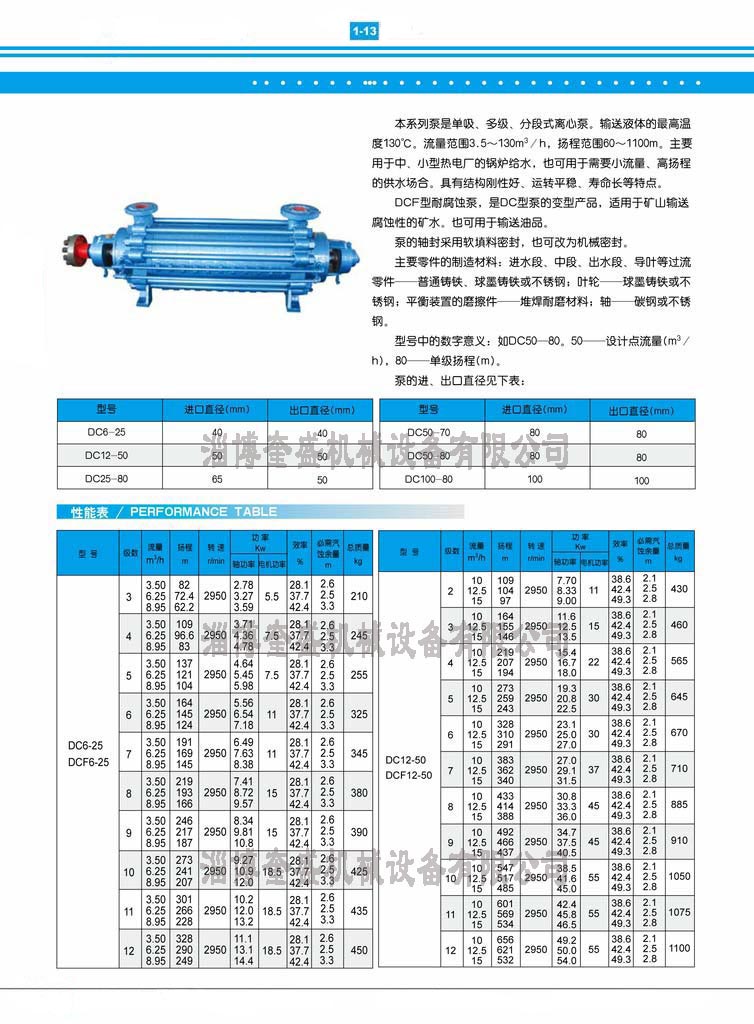 1-13
本系列泵是单吸、多级、分段式离心泵。输送液体的最高温
度130℃。流量范围3.5～130m³/h，扬程范围60～1100m。主要
用于中、小型热电厂的锅炉给水，也可用于需要小流量、高扬程
的供水场合。具有结构刚性好、运转平稳、寿命长等特点。
DCF型耐腐蚀泵，是DC型泵的变型产品，适用于矿山输送
腐蚀性的矿水。也可用于输送油品。
泵的轴封采用软填料密封，也可改为机械密封。
主要零件的制造材料：进水段、中段、出水段、导叶等过流
零件——普通铸铁、球墨铸铁或不锈钢；叶轮——球墨铸铁或不
锈钢；平衡装置的磨擦件——堆焊耐磨材料；轴——碳钢或不锈
钢。
型号中的数字意义：如DC50—80。50——设计点流量(m³/
h)，80——单级扬程(m)。
泵的进、出口直径见下表：
型号 进口直径(mm) 出口直径(mm) 型号 进口直径(mm) 出口直径(mm)
DC6-25 40 40 DC50-70 80 80
DC12-50 50 50 DC50-80 80 80
DC25-80 65 50 DC100-80 100 100
淄博奎盛机械设备有限公司
性能表 / PERFORMANCE TABLE
型 号 级数 流量 m³/h 扬程 m 转 速 r/min 功 率 Kw 轴功率 电机功率 效率 % 必需汽蚀余量 m 总质量 kg
DC6-25
DCF6-25
3 3.50 6.25 8.95 82 72.4 62.2 2950 2.78 3.27 3.59 5.5 28.1 37.7 42.4 2.6 2.5 3.3 210
4 3.50 6.25 8.95 109 96.6 83 2950 3.71 4.36 4.78 7.5 28.1 37.7 42.4 2.6 2.5 3.3 245
5 3.50 6.25 8.95 137 121 104 2950 4.64 5.45 5.98 7.5 28.1 37.7 42.4 2.6 2.5 3.3 255
6 3.50 6.25 8.95 164 145 124 2950 5.56 6.54 7.18 11 28.1 37.7 42.4 2.6 2.5 3.3 325
7 3.50 6.25 8.95 191 169 145 2950 6.49 7.63 8.38 11 28.1 37.7 42.4 2.6 2.5 3.3 345
8 3.50 6.25 8.95 219 193 166 2950 7.41 8.72 9.57 15 28.1 37.7 42.4 2.6 2.5 3.3 380
9 3.50 6.25 8.95 246 217 187 2950 8.34 9.81 10.8 15 28.1 37.7 42.4 2.6 2.5 3.3 390
10 3.50 6.25 8.95 273 241 207 2950 9.27 10.9 12.0 18.5 28.1 37.7 42.4 2.6 2.5 3.3 425
11 3.50 6.25 8.95 301 266 228 2950 10.2 12.0 13.2 18.5 28.1 37.7 42.4 2.6 2.5 3.3 435
12 3.50 6.25 8.95 328 290 249 2950 11.1 13.1 14.4 18.5 28.1 37.7 42.4 2.6 2.5 3.3 450
型 号 级数 流量 m³/h 扬程 m 转 速 r/min 功 率 Kw 轴功率 电机功率 效率 % 必需汽蚀余量 m 总质量 kg
DC12-50
DCF12-50
2 10 12.5 15 109 104 97 2950 7.70 8.33 9.00 11 38.6 42.4 49.3 2.1 2.5 2.8 430
3 10 12.5 15 164 155 146 2950 11.6 12.5 13.5 15 38.6 42.4 49.3 2.1 2.5 2.8 460
4 10 12.5 15 219 207 194 2950 15.4 16.7 18.0 22 38.6 42.4 49.3 2.1 2.5 2.8 565
5 10 12.5 15 273 259 243 2950 19.3 20.8 22.5 30 38.6 42.4 49.3 2.1 2.5 2.8 645
6 10 12.5 15 328 310 291 2950 23.1 25.0 27.0 30 38.6 42.4 49.3 2.1 2.5 2.8 670
7 10 12.5 15 383 362 340 2950 27.0 29.1 31.5 37 38.6 42.4 49.3 2.1 2.5 2.8 710
8 10 12.5 15 433 414 388 2950 30.8 33.3 36.0 45 38.6 42.4 49.3 2.1 2.5 2.8 885
9 10 12.5 15 492 466 437 2950 34.7 37.5 40.5 45 38.6 42.4 49.3 2.1 2.5 2.8 910
10 10 12.5 15 547 517 485 2950 38.5 41.6 45.0 55 38.6 42.4 49.3 2.1 2.5 2.8 1050
11 10 12.5 15 601 569 534 2950 42.4 45.8 46.5 55 38.6 42.4 49.3 2.1 2.5 2.8 1075
12 10 12.5 15 656 621 532 2950 49.2 50.0 54.0 55 38.6 42.4 49.3 2.1 2.5 2.8 1100
淄博奎盛机械设备有限公司
淄博奎盛机械设备有限公司